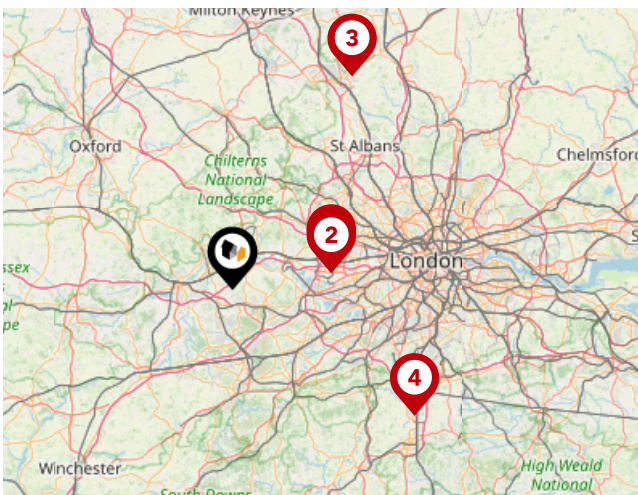 Milton Keynes
3
Oxford
St Albans
Chelmsford
Chilterns
National
Landscape
2
London
4
Winchester
High Weald
National
South Downs